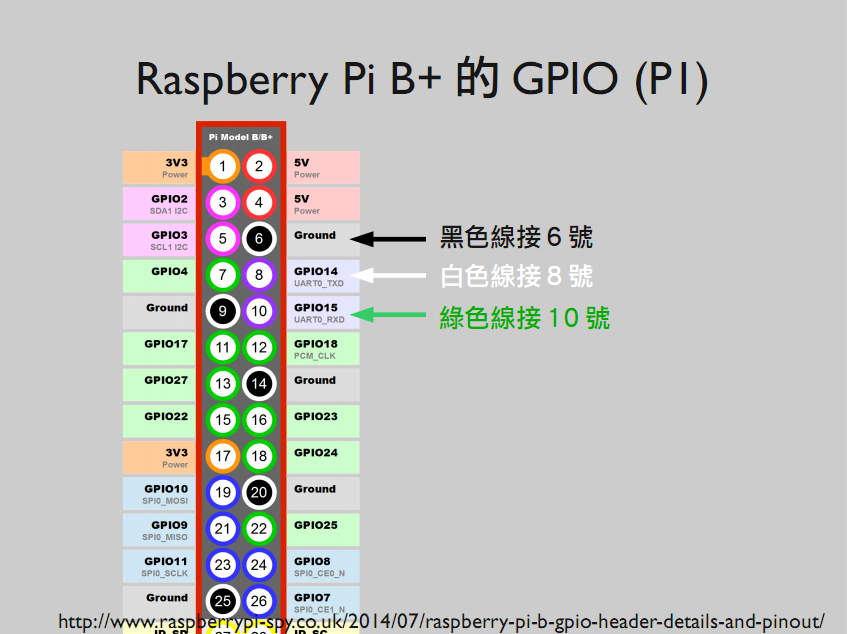 Raspberry Pi B+ 的 GPIO (P1)
Pi Model B/B+
3V3 1 2 5V
Power Power
GPIO2 3 4 5V
SDA1 I2C Power
GPIO3 5 6 Ground 黑色線接 6 號
SCL1 I2C
GPIO4 7 8 GPIO14 白色線接 8 號
UART0_TXD
Ground 9 10 GPIO15 綠色線接 10 號
UART0_RXD
GPIO17 11 12 GPIO18
PCM_CLK
GPIO27 13 14 Ground
GPIO22 15 16 GPIO23
3V3 17 18 GPIO24
Power
GPIO10 19 20 Ground
SPI0_MOSI
GPIO9 21 22 GPIO25
SPI0_MISO
GPIO11 23 24 GPIO8
SPI0_SCLK SPI0_CE0_N
Ground 25 26 GPIO7
SPI0_CE1_N
http://www.raspberrypi-spy.co.uk/2014/07/raspberry-pi-b-gpio-header-details-and-pinout/